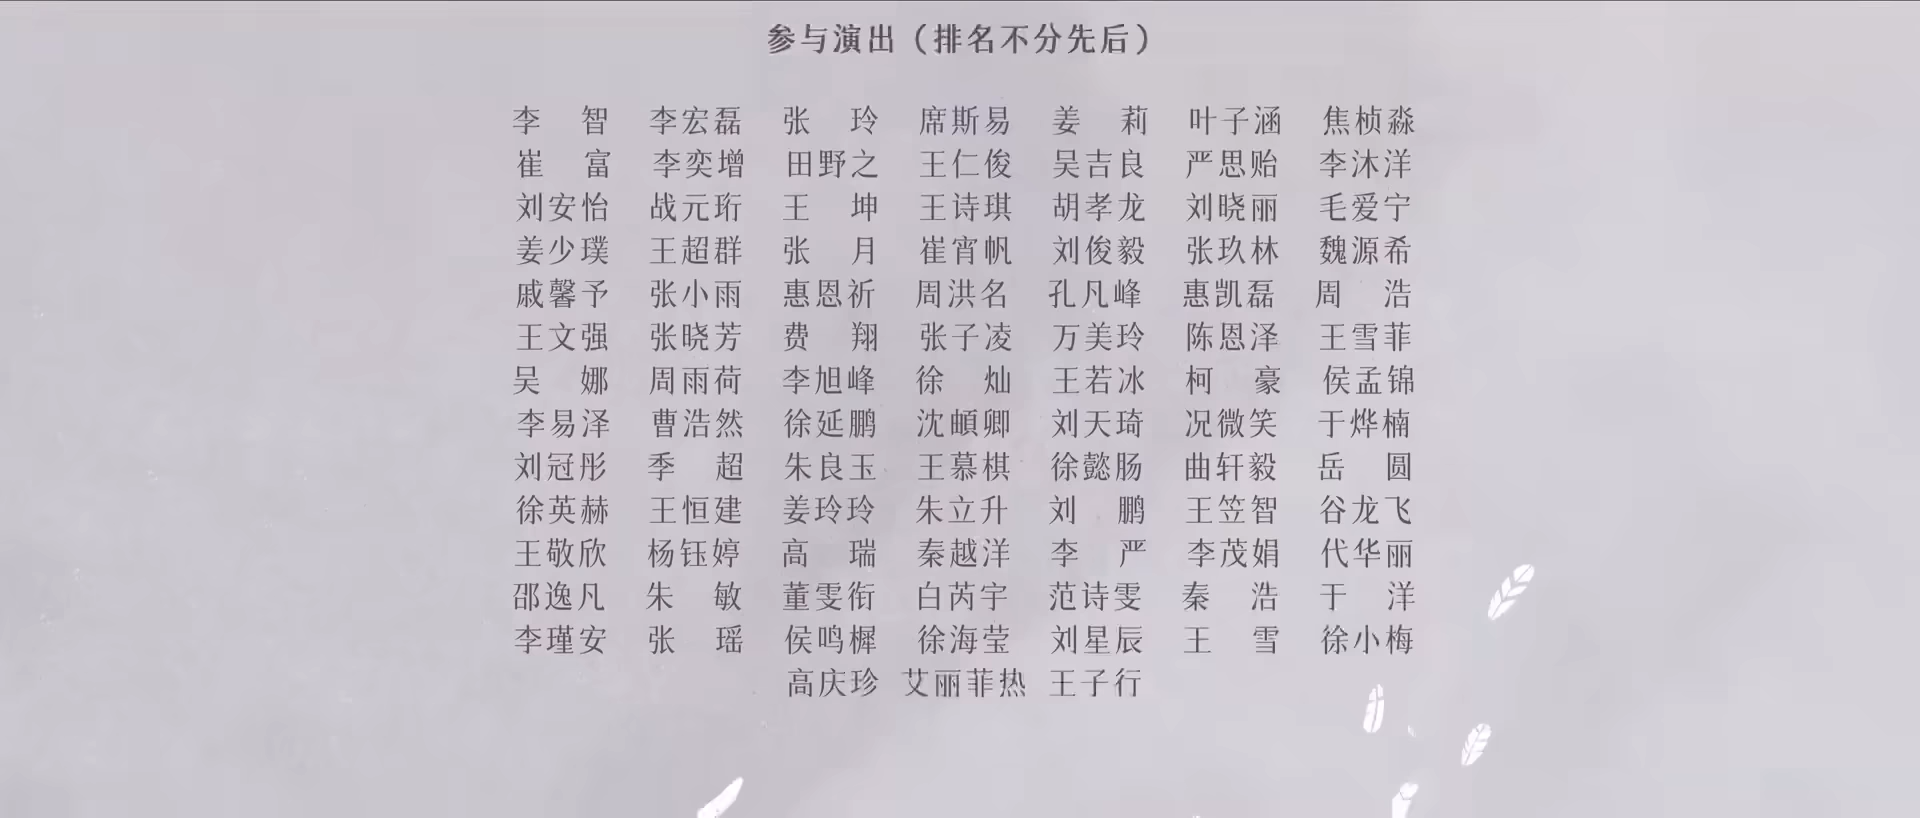 参与演出（排名不分先后）
李　智 李宏磊 张　玲 席斯易 姜　莉 叶子涵 焦桢淼
崔　富 李奕增 田野之 王仁俊 吴吉良 严思贻 李沐洋
刘安怡 战元珩 王　坤 王诗琪 胡孝龙 刘晓丽 毛爱宁
姜少璞 王超群 张　月 崔宵帆 刘俊毅 张玖林 魏源希
戚馨予 张小雨 惠恩祈 周洪名 孔凡峰 惠凯磊 周　浩
王文强 张晓芳 费　翔 张子凌 万美玲 陈恩泽 王雪菲
吴　娜 周雨荷 李旭峰 徐　灿 王若冰 柯　豪 侯孟锦
李易泽 曹浩然 徐延鹏 沈頔卿 刘天琦 况微笑 于烨楠
刘冠彤 季　超 朱良玉 王慕棋 徐懿肠 曲轩毅 岳　圆
徐英赫 王恒建 姜玲玲 朱立升 刘　鹏 王笠智 谷龙飞
王敬欣 杨钰婷 高　瑞 秦越洋 李　严 李茂娟 代华丽
邵逸凡 朱　敏 董雯衔 白芮宇 范诗雯 秦　浩 于　洋
李瑾安 张　瑶 侯鸣樨 徐海莹 刘星辰 王　雪 徐小梅
高庆珍 艾丽菲热 王子行